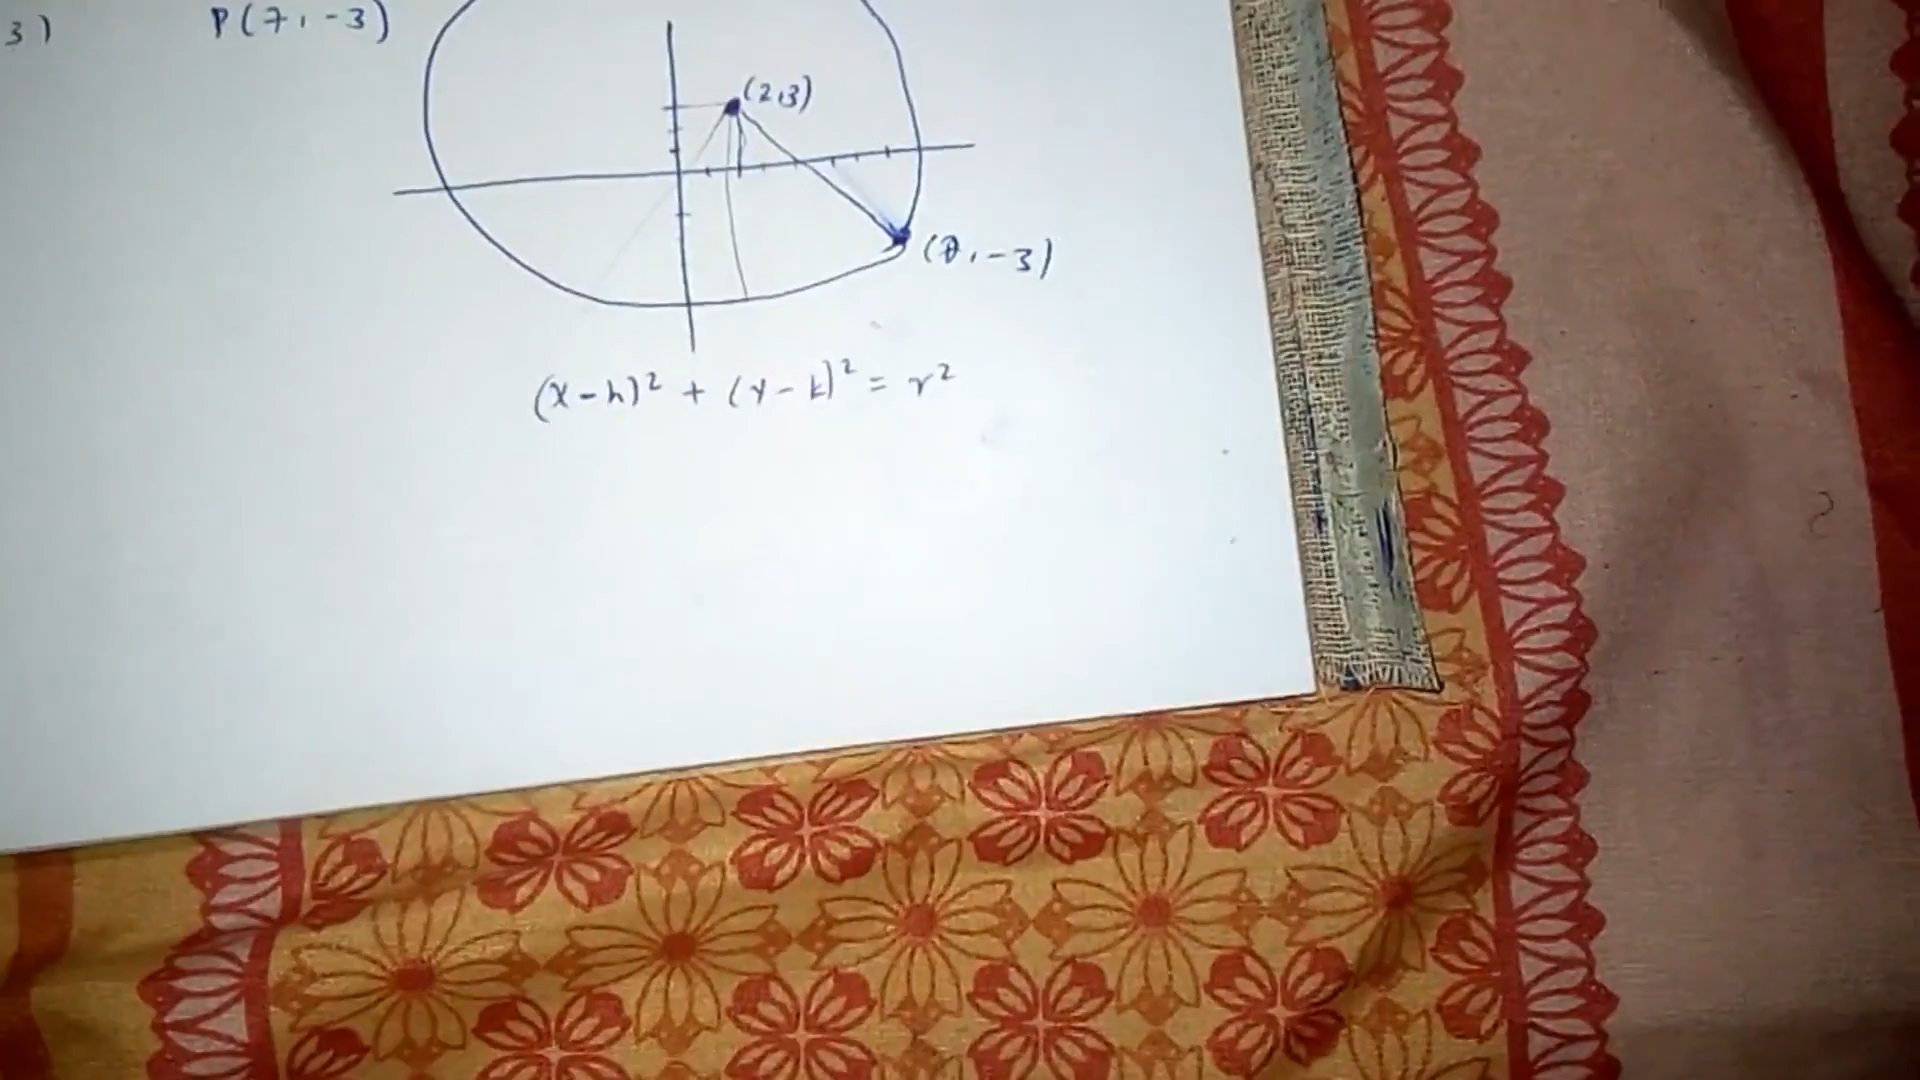 3) P(7, -3)
(2,3)
(7, -3)
(x-h)² + (y-k)² = r²